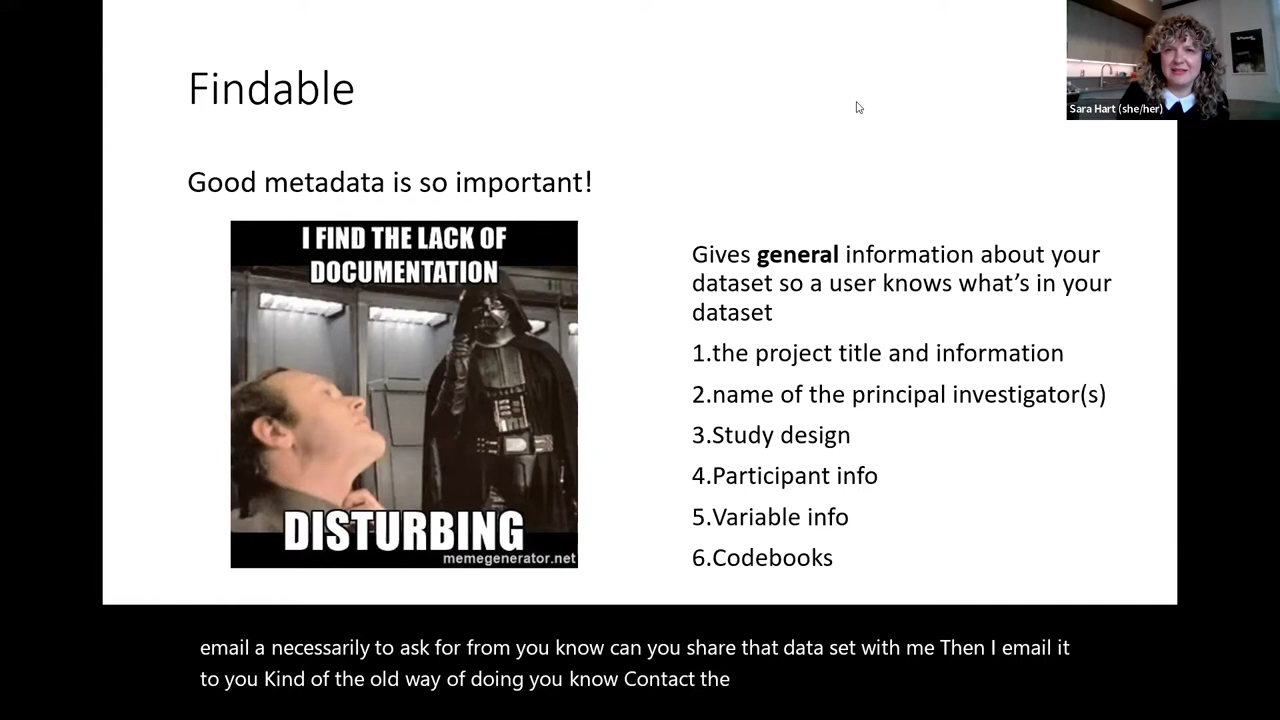 Findable
Sara Hart (she/her)
Good metadata is so important!
I FIND THE LACK OF
DOCUMENTATION
DISTURBING
memegenerator.net
Gives general information about your
dataset so a user knows what's in your
dataset
1.the project title and information
2.name of the principal investigator(s)
3.Study design
4.Participant info
5.Variable info
6.Codebooks
email a necessarily to ask for from you know can you share that data set with me Then I email it
to you Kind of the old way of doing you know Contact the